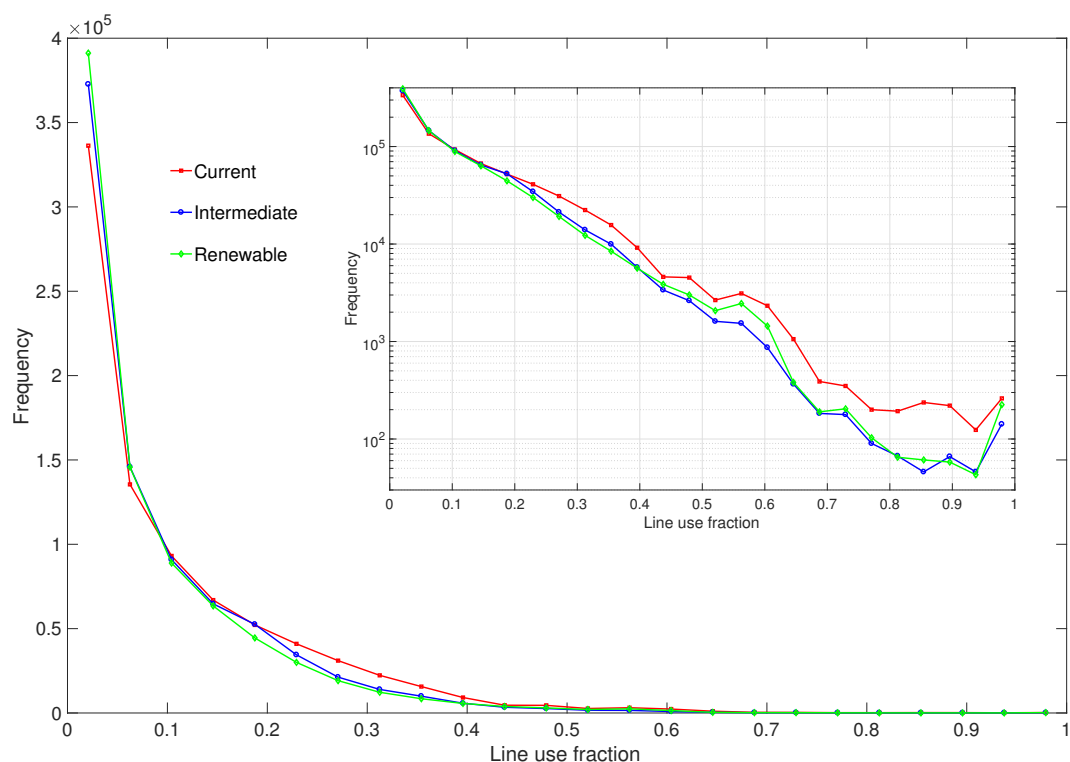 ×10^5
4
3.5
3
2.5
2
1.5
1
0.5
0
Frequency
Current
Intermediate
Renewable
10^5
10^4
10^3
10^2
Frequency
0 0.1 0.2 0.3 0.4 0.5 0.6 0.7 0.8 0.9 1
Line use fraction
0 0.1 0.2 0.3 0.4 0.5 0.6 0.7 0.8 0.9 1
Line use fraction